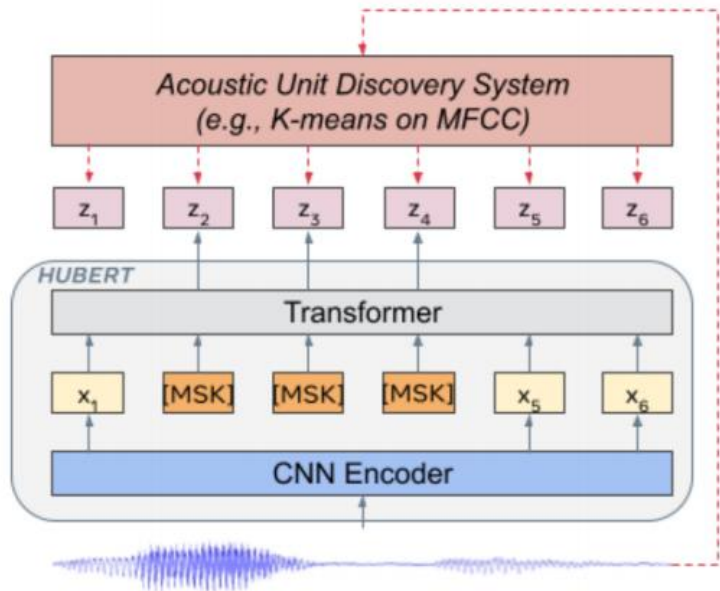 Acoustic Unit Discovery System
(e.g., K-means on MFCC)
z₁ z₂ z₃ z₄ z₅ z₆
HUBERT
Transformer
x₁ [MSK] [MSK] [MSK] x₅ x₆
CNN Encoder